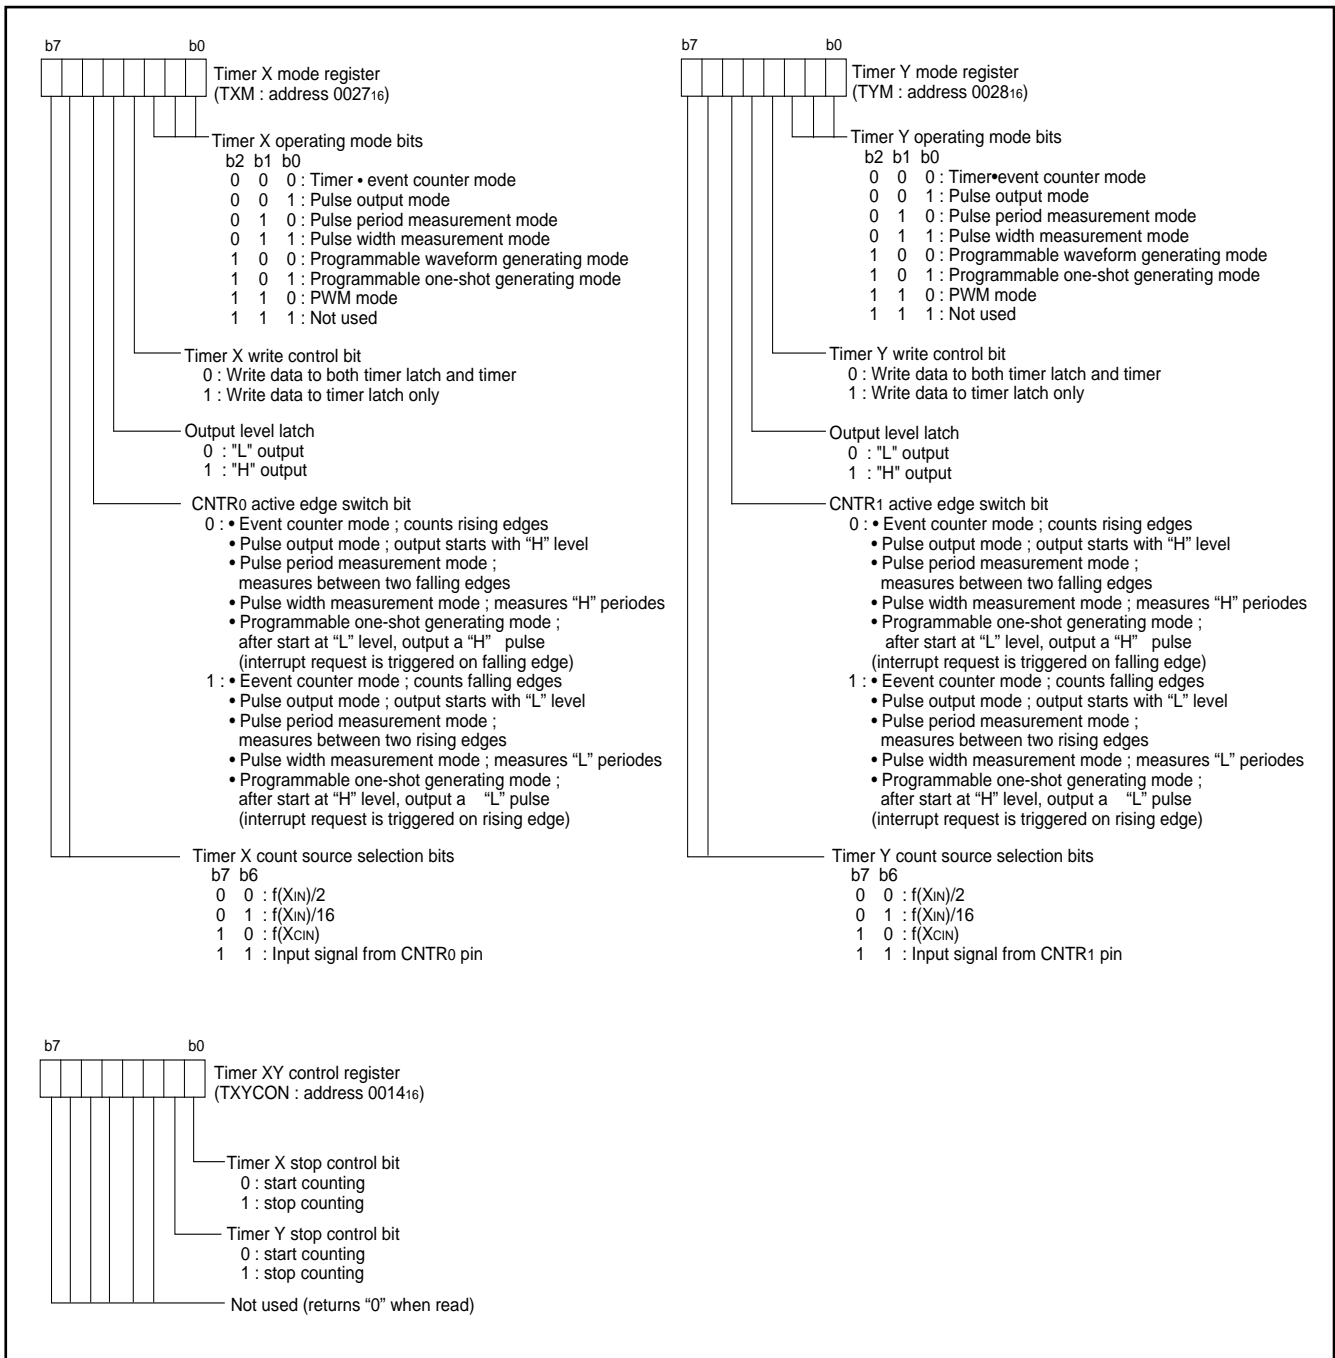 b7 b0
Timer X mode register
(TXM : address 002716)
Timer X operating mode bits
b2 b1 b0
0 0 0 : Timer • event counter mode
0 0 1 : Pulse output mode
0 1 0 : Pulse period measurement mode
0 1 1 : Pulse width measurement mode
1 0 0 : Programmable waveform generating mode
1 0 1 : Programmable one-shot generating mode
1 1 0 : PWM mode
1 1 1 : Not used
Timer X write control bit
0 : Write data to both timer latch and timer
1 : Write data to timer latch only
Output level latch
0 : "L" output
1 : "H" output
CNTR0 active edge switch bit
0 : • Event counter mode ; counts rising edges
• Pulse output mode ; output starts with “H” level
• Pulse period measurement mode ;
measures between two falling edges
• Pulse width measurement mode ; measures “H” periodes
• Programmable one-shot generating mode ;
after start at “L” level, output a “H” pulse
(interrupt request is triggered on falling edge)
1 : • Eevent counter mode ; counts falling edges
• Pulse output mode ; output starts with “L” level
• Pulse period measurement mode ;
measures between two rising edges
• Pulse width measurement mode ; measures “L” periodes
• Programmable one-shot generating mode ;
after start at “H” level, output a “L” pulse
(interrupt request is triggered on rising edge)
Timer X count source selection bits
b7 b6
0 0 : f(XIN)/2
0 1 : f(XIN)/16
1 0 : f(XCIN)
1 1 : Input signal from CNTR0 pin
b7 b0
Timer Y mode register
(TYM : address 002816)
Timer Y operating mode bits
b2 b1 b0
0 0 0 : Timer•event counter mode
0 0 1 : Pulse output mode
0 1 0 : Pulse period measurement mode
0 1 1 : Pulse width measurement mode
1 0 0 : Programmable waveform generating mode
1 0 1 : Programmable one-shot generating mode
1 1 0 : PWM mode
1 1 1 : Not used
Timer Y write control bit
0 : Write data to both timer latch and timer
1 : Write data to timer latch only
Output level latch
0 : "L" output
1 : "H" output
CNTR1 active edge switch bit
0 : • Event counter mode ; counts rising edges
• Pulse output mode ; output starts with “H” level
• Pulse period measurement mode ;
measures between two falling edges
• Pulse width measurement mode ; measures “H” periodes
• Programmable one-shot generating mode ;
after start at “L” level, output a “H” pulse
(interrupt request is triggered on falling edge)
1 : • Eevent counter mode ; counts falling edges
• Pulse output mode ; output starts with “L” level
• Pulse period measurement mode ;
measures between two rising edges
• Pulse width measurement mode ; measures “L” periodes
• Programmable one-shot generating mode ;
after start at “H” level, output a “L” pulse
(interrupt request is triggered on rising edge)
Timer Y count source selection bits
b7 b6
0 0 : f(XIN)/2
0 1 : f(XIN)/16
1 0 : f(XCIN)
1 1 : Input signal from CNTR1 pin
b7 b0
Timer XY control register
(TXYCON : address 001416)
Timer X stop control bit
0 : start counting
1 : stop counting
Timer Y stop control bit
0 : start counting
1 : stop counting
Not used (returns “0” when read)